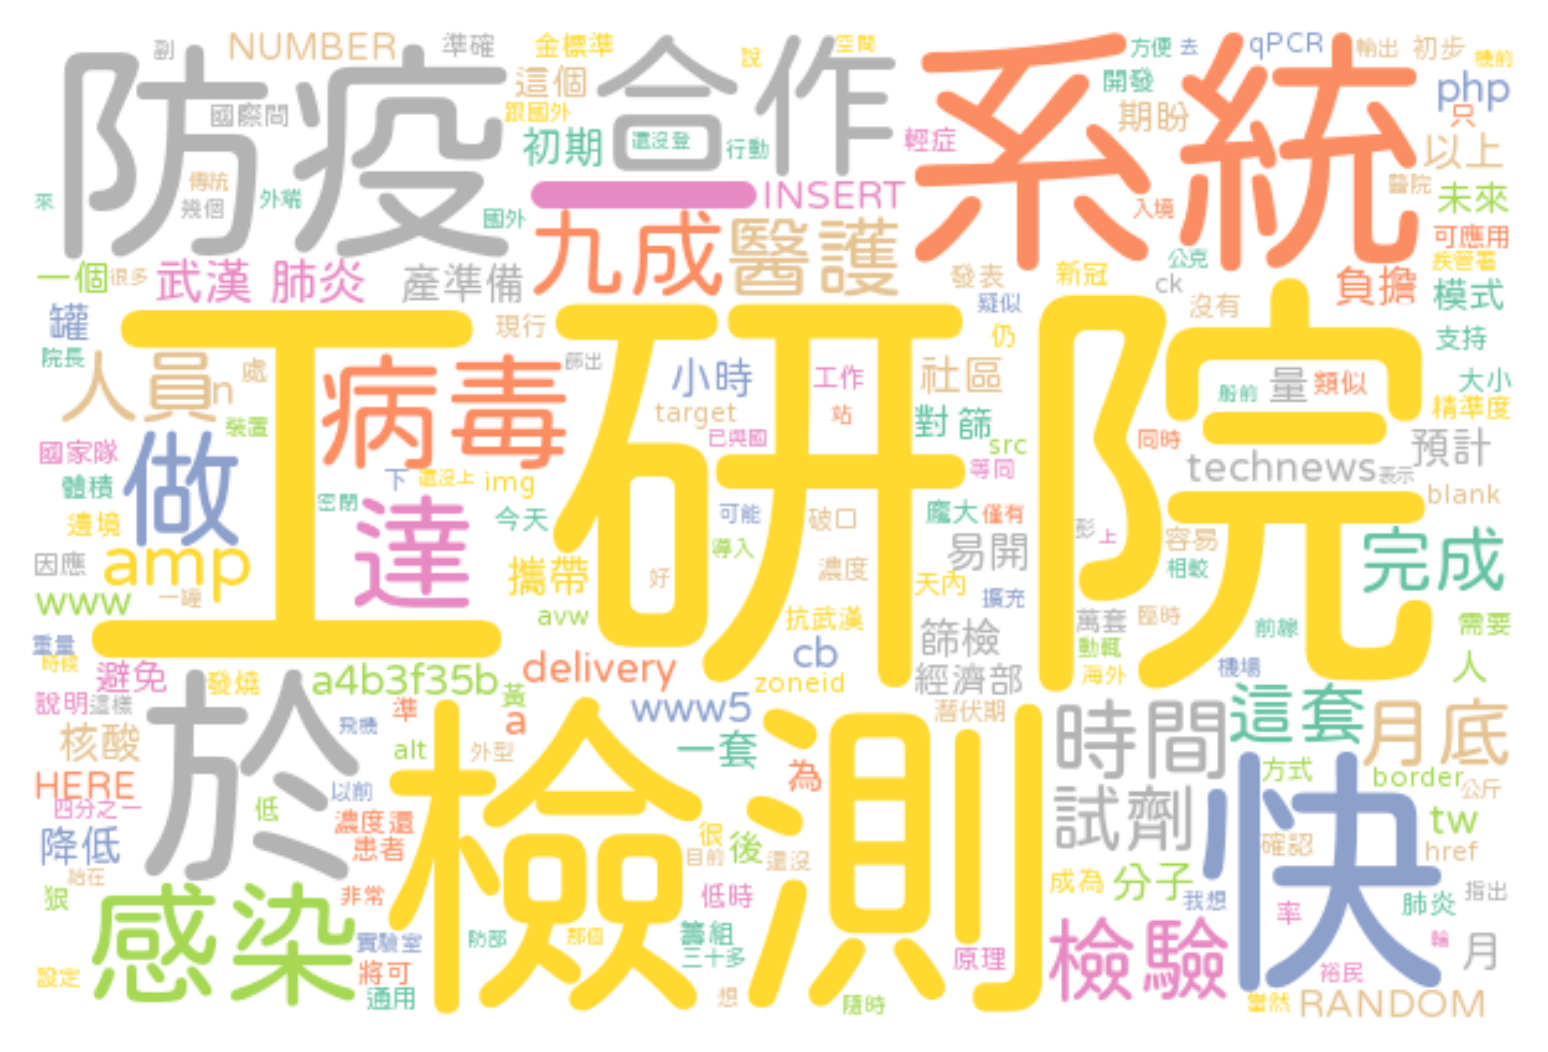 副 NUMBER 準確 金標準 說 空間 方便 去 qPCR 輸出 初步 機前
防疫 合作 系統
國際間 這個 跟國外 開發 期盼 php 只
初期 還沒登 行動 輕症 以上
傳統 幾個 外端 國外 一 INSERT 入境 醫院 未來
來 九成 醫護 公克 可應用 疾管署
一個 很多 武漢 肺炎 產準備 發表 新冠 ck 負擔 模式
罐 現行 疑似 沒有 仍 支持
工研院
院長 人員 n 處 病毒 篩出 小時 工作 社區 般前 量 類似 大小
裝置 target 站 對 篩 精準度
國家隊 做 已與國 src 同時 預計
體積 下 還沒上 img 等同 technews 表示 blank
邊境 密閉 達 今天 可能 破口 龐大 僅有 彭 上 容易 完成
因應 amp 攜帶 導入 易開 相較
www 一罐 好 濃度 天內 擴充
avw 抗武漢 萬套 臨時 前線 需要
重量 時候 篩檢 動輒
避免 發燒 a4b3f35b delivery cb 經濟部 海外 機場 人
說明 這樣 黃 zoneid
於 檢測 準 a www5 潛伏期 時間 這套 月底
核酸 飛機 alt 外型 一套
HERE 以前 為 方式 border
四分之一 低 濃度還 試劑 快 公斤
降低 患者 很 後 確認 tw
目前 還沒 href
給在 成為 分子
狠 感染 非常 低時 我想 率 肺炎 指出
實驗室 防部 那個 籌組 檢驗 輪 月
設定 將可 三十多 原理 裕民
通用 想 隨時 當然 RANDOM